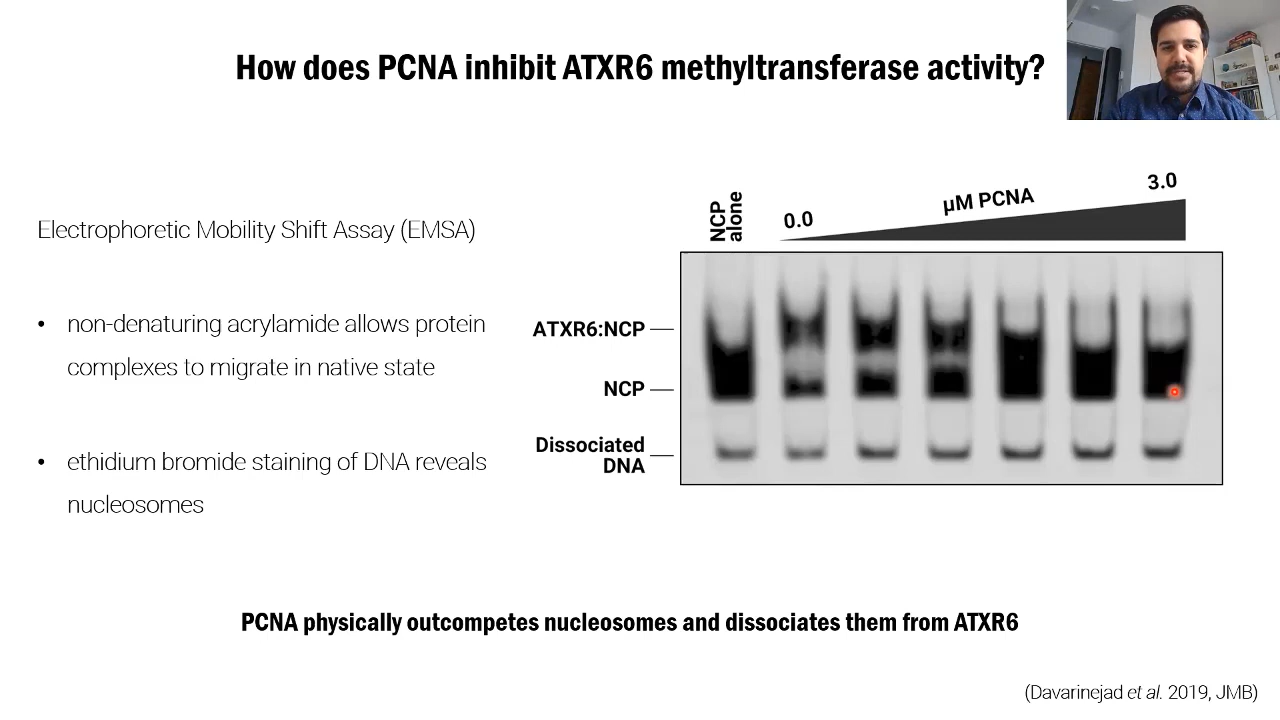 How does PCNA inhibit ATXR6 methyltransferase activity?
Electrophoretic Mobility Shift Assay (EMSA)
• non-denaturing acrylamide allows protein
complexes to migrate in native state
• ethidium bromide staining of DNA reveals
nucleosomes
NCP
alone
0.0
µM PCNA
3.0
ATXR6:NCP
NCP
Dissociated
DNA
PCNA physically outcompetes nucleosomes and dissociates them from ATXR6
(Davarinejad et al. 2019, JMB)